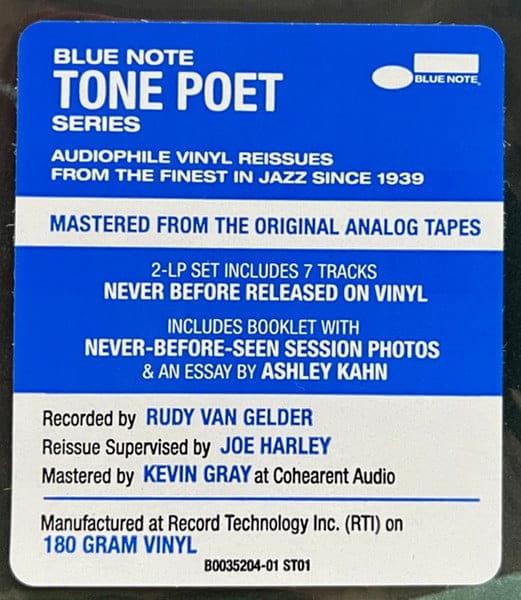 BLUE NOTE
TONE POET
SERIES
BLUE NOTE
AUDIOPHILE VINYL REISSUES
FROM THE FINEST IN JAZZ SINCE 1939
MASTERED FROM THE ORIGINAL ANALOG TAPES
2-LP SET INCLUDES 7 TRACKS
NEVER BEFORE RELEASED ON VINYL
INCLUDES BOOKLET WITH
NEVER-BEFORE-SEEN SESSION PHOTOS
& AN ESSAY BY ASHLEY KAHN
Recorded by RUDY VAN GELDER
Reissue Supervised by JOE HARLEY
Mastered by KEVIN GRAY at Cohearent Audio
Manufactured at Record Technology Inc. (RTI) on
180 GRAM VINYL
B0035204-01 ST01